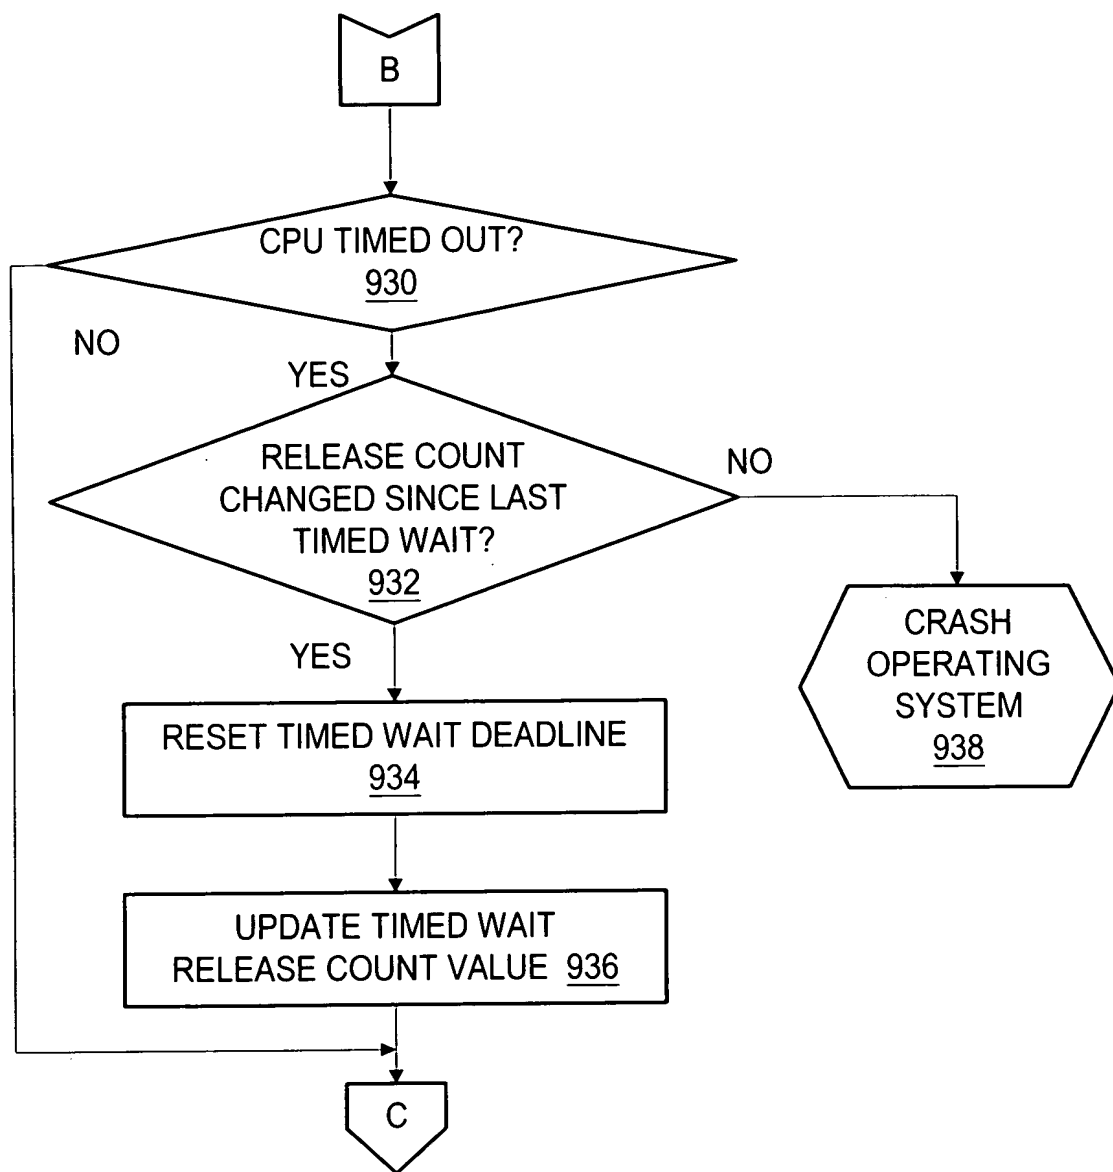 B
CPU TIMED OUT?
930
NO
YES
RELEASE COUNT
CHANGED SINCE LAST
TIMED WAIT?
932
NO
YES
CRASH
OPERATING
SYSTEM
938
RESET TIMED WAIT DEADLINE
934
UPDATE TIMED WAIT
RELEASE COUNT VALUE 936
C